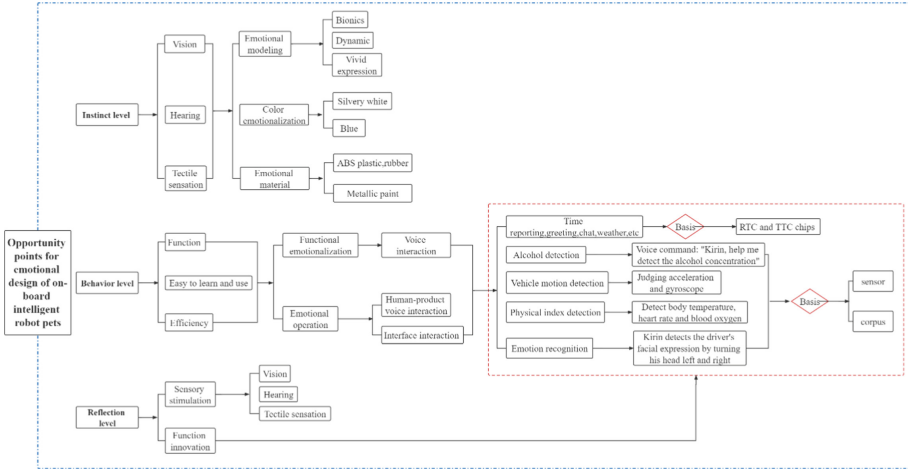 Opportunity
points for
emotional
design of on-
board
intelligent
robot pets
Instinct level
Vision
Hearing
Tectile
sensation
Emotional
modeling
Bionics
Dynamic
Vivid
expression
Color
emotionalization
Silvery white
Blue
Emotional
material
ABS plastic,rubber
Metallic paint
Behavior level
Function
Easy to learn and use
Efficiency
Functional
emotionalization
Voice
interaction
Emotional
operation
Human-product
voice interaction
Interface interaction
Time
reporting,greeting,chat,weather,etc
Basis
RTC and TTC chips
Alcohol detection
Voice command: "Kirin, help me
detect the alcohol concentration"
Vehicle motion detection
Judging acceleration
and gyroscope
Physical index detection
Detect body temperature,
heart rate and blood oxygen
Emotion recognition
Kirin detects the driver's
facial expression by turning
his head left and right
Basis
sensor
corpus
Reflection
level
Sensory
stimulation
Vision
Hearing
Tectile sensation
Function
innovation